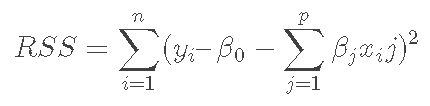 RSS = \sum_{i=1}^{n} (y_i – \beta_0 - \sum_{j=1}^{p} \beta_j x_i j)^2